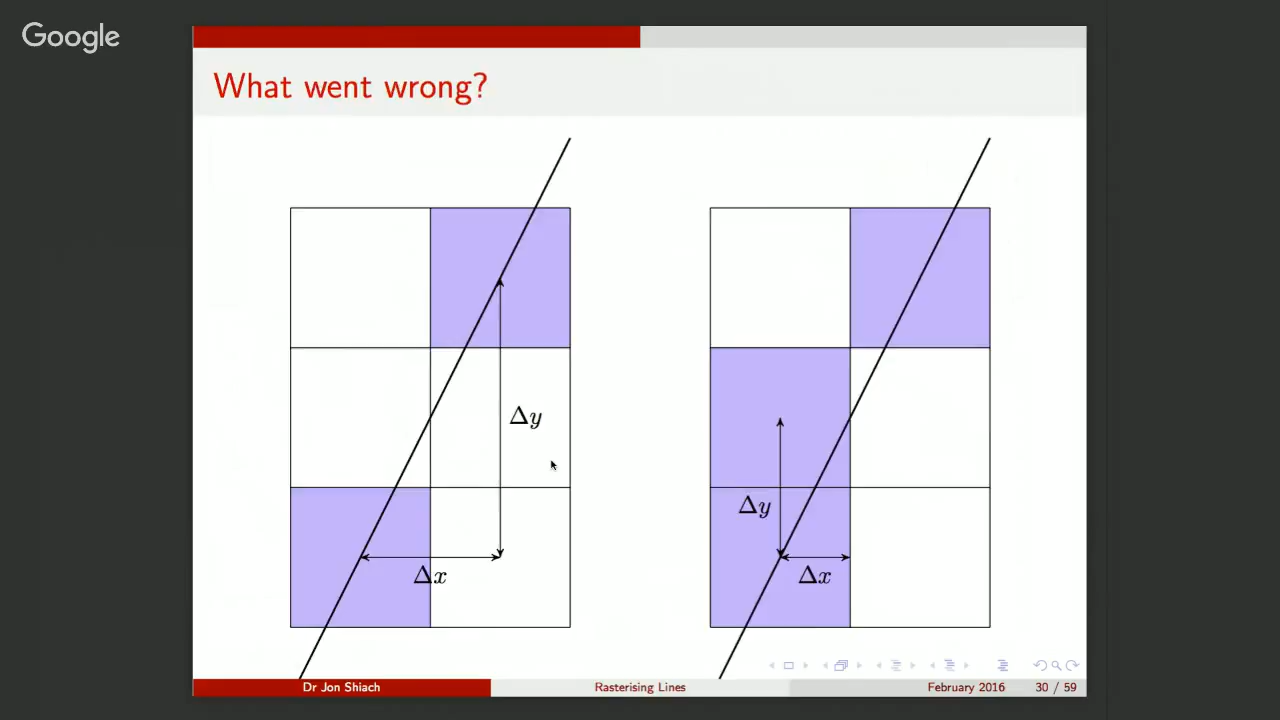 Google
What went wrong?
Δy
Δx
Δy
Δx
Dr Jon Shiach
Rasterising Lines
February 2016
30 / 59